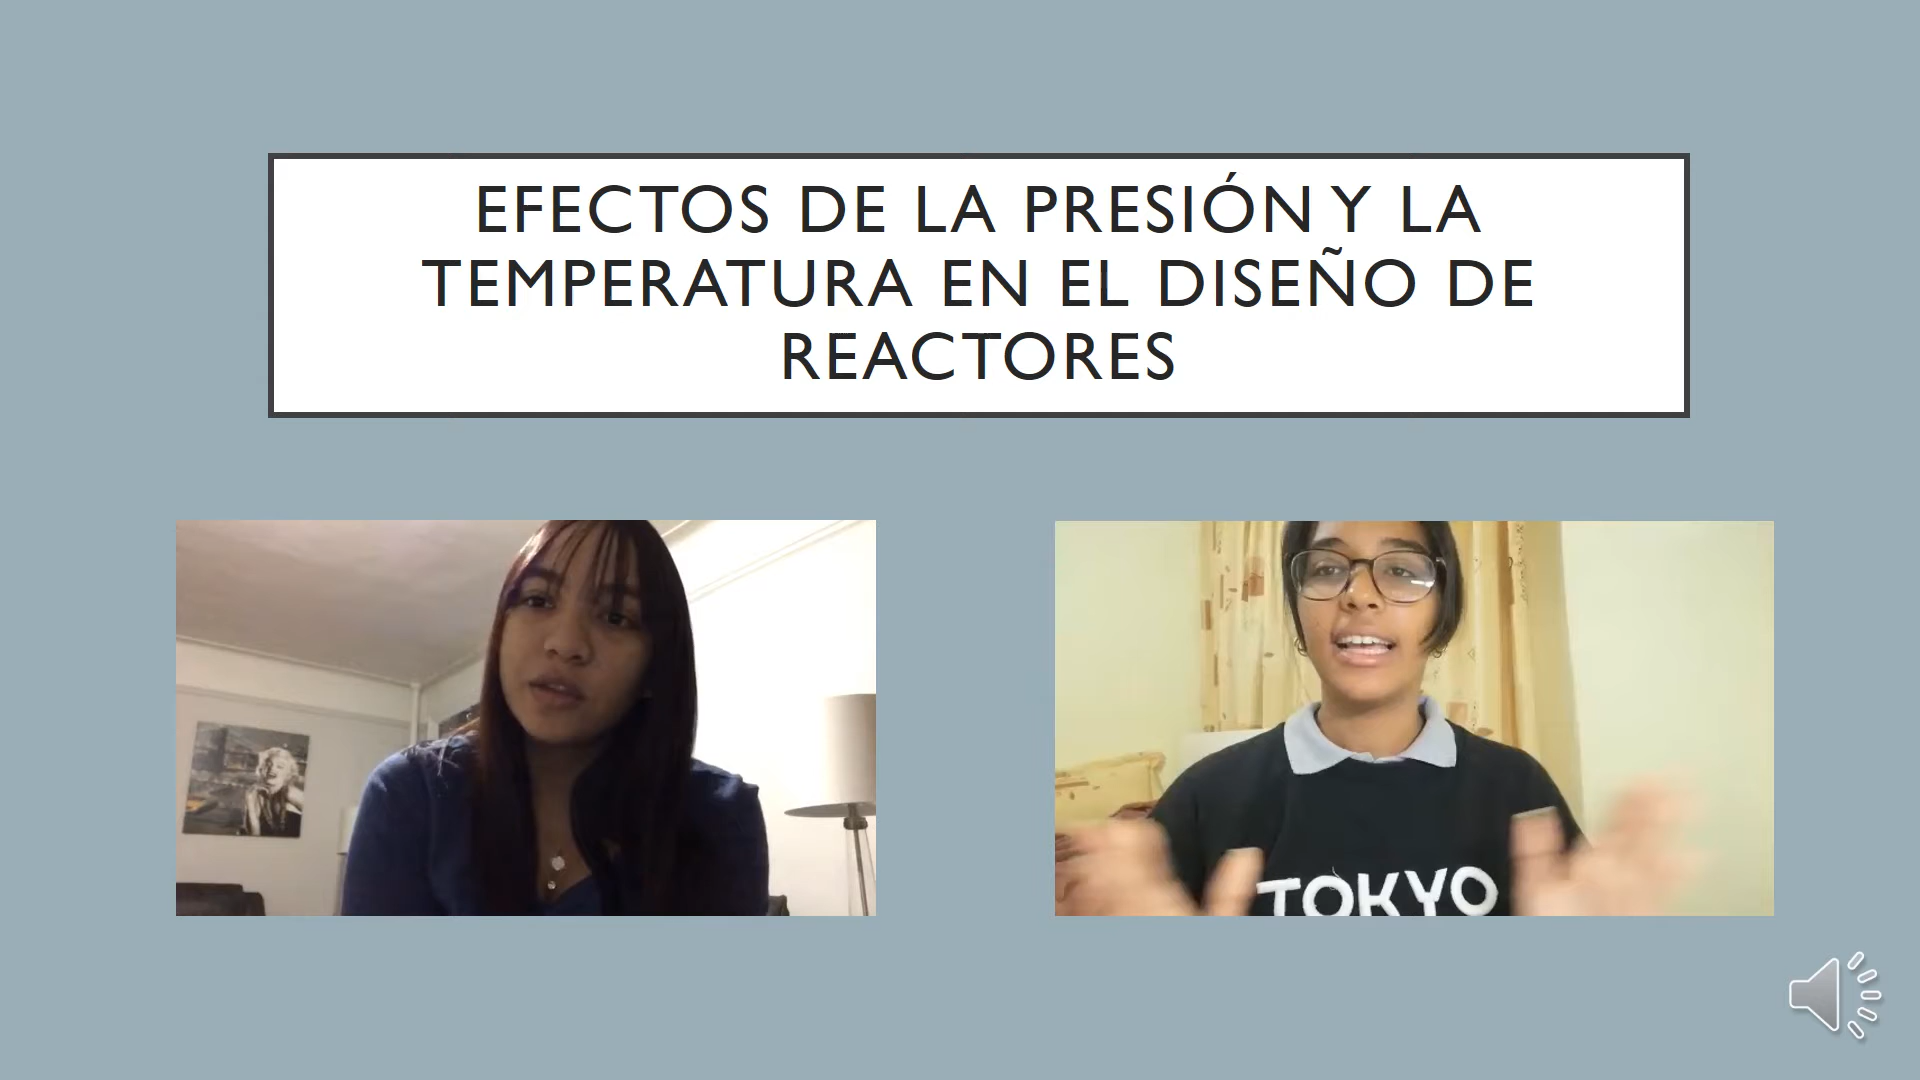 EFECTOS DE LA PRESIÓN Y LA
TEMPERATURA EN EL DISEÑO DE
REACTORES
TOKYO